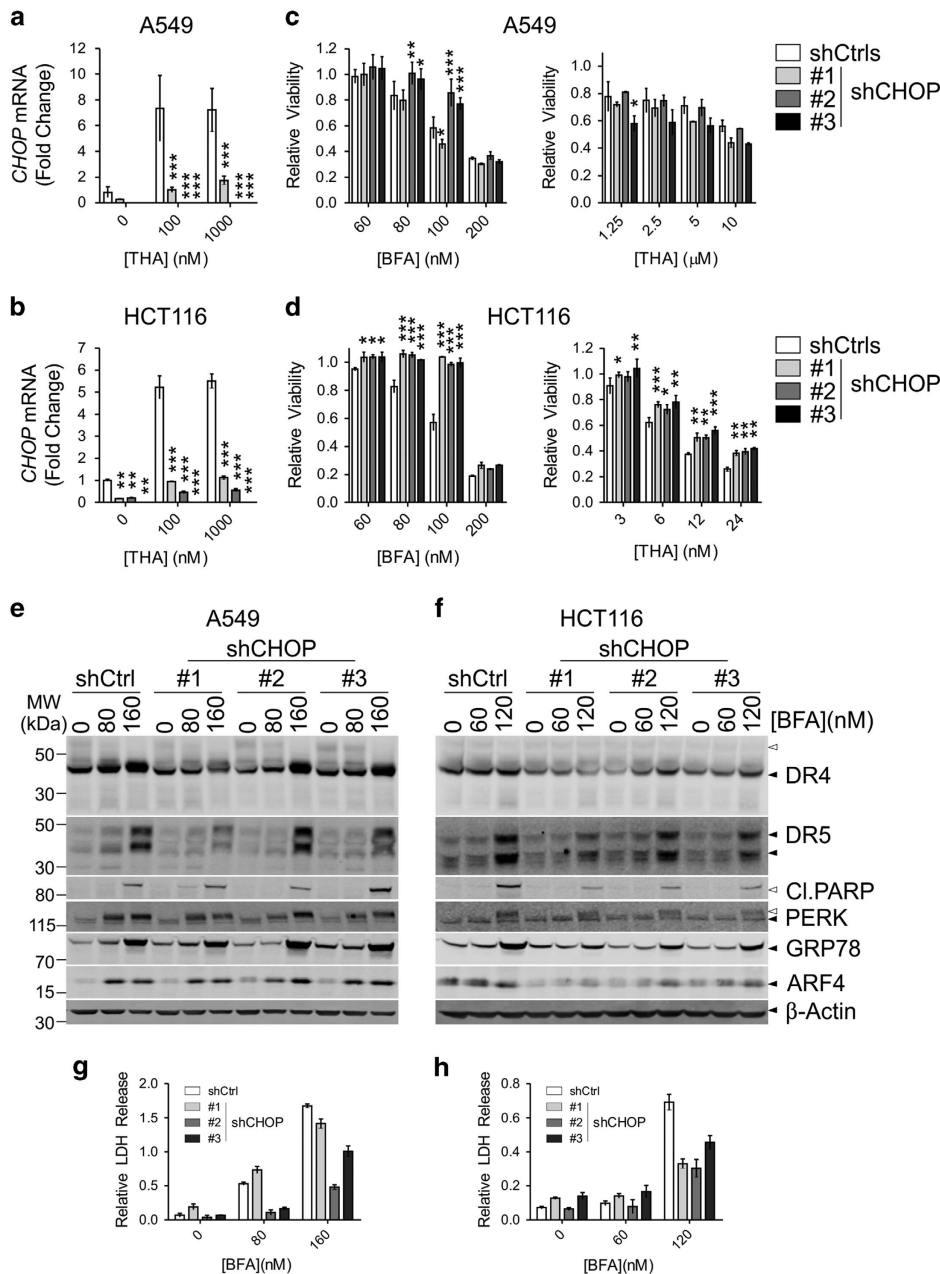 a
A549
CHOP mRNA
(Fold Change)
12
10
8
6
4
2
0
***
***
***
***
***
***
0
100
1000
[THA] (nM)
c
A549
Relative Viability
1.2
1.0
0.8
0.6
0.4
0.2
0.0
**
*
*
***
***
60
80
100
200
[BFA] (nM)
Relative Viability
1.2
1.0
0.8
0.6
0.4
0.2
0.0
*
1.25
2.5
5
10
[THA] (μM)
shCtrls
#1
#2
#3
shCHOP
b
HCT116
CHOP mRNA
(Fold Change)
7
6
5
4
3
2
1
0
**
**
**
***
***
***
***
***
***
0
100
1000
[THA] (nM)
d
HCT116
Relative Viability
1.2
1.0
0.8
0.6
0.4
0.2
0.0
*
*
*
***
***
***
***
***
***
60
80
100
200
[BFA] (nM)
Relative Viability
1.4
1.2
1.0
0.8
0.6
0.4
0.2
0.0
*
**
***
*
**
**
**
***
**
**
**
3
6
12
24
[THA] (nM)
shCtrls
#1
#2
#3
shCHOP
e
A549
shCHOP
shCtrl #1 #2 #3
MW
(kDa)
0 80 160 0 80 160 0 80 160 0 80 160
50
30
50
30
80
115
70
15
30
f
HCT116
shCHOP
shCtrl #1 #2 #3
0 60 120 0 60 120 0 60 120 0 60 120 [BFA](nM)
DR4
DR5
Cl.PARP
PERK
GRP78
ARF4
β-Actin
g
Relative LDH Release
2.0
1.5
1.0
0.5
0.0
shCtrl
#1
#2
#3
shCHOP
0
80
160
[BFA](nM)
h
Relative LDH Release
0.8
0.6
0.4
0.2
0.0
shCtrl
#1
#2
#3
shCHOP
0
60
120
[BFA](nM)